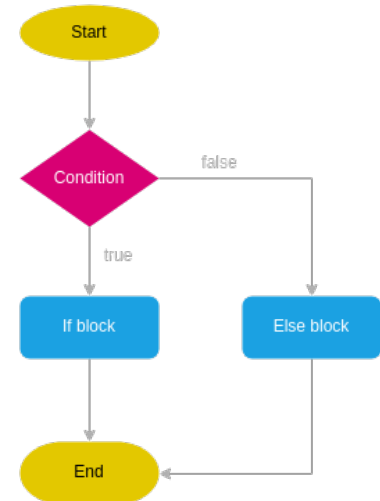 Start
Condition
false
true
If block
Else block
End